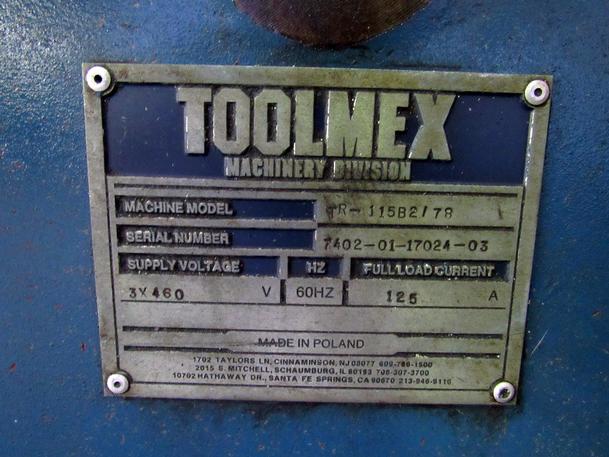 TOOLMEX
MACHINERY DIVISION
MACHINE MODEL TR-115B2/78
SERIAL NUMBER 7402-01-17024-03
SUPPLY VOLTAGE HZ FULL LOAD CURRENT
3X460 V 60HZ 125 A
MADE IN POLAND
1702 TAYLORS LN, CINNAMINSON, NJ 08077 609-786-1500
2015 S. MITCHELL, SCHAUMBURG, IL 60193 708-307-3700
10702 HATHAWAY DR., SANTA FE SPRINGS, CA 90670 213-946-9116